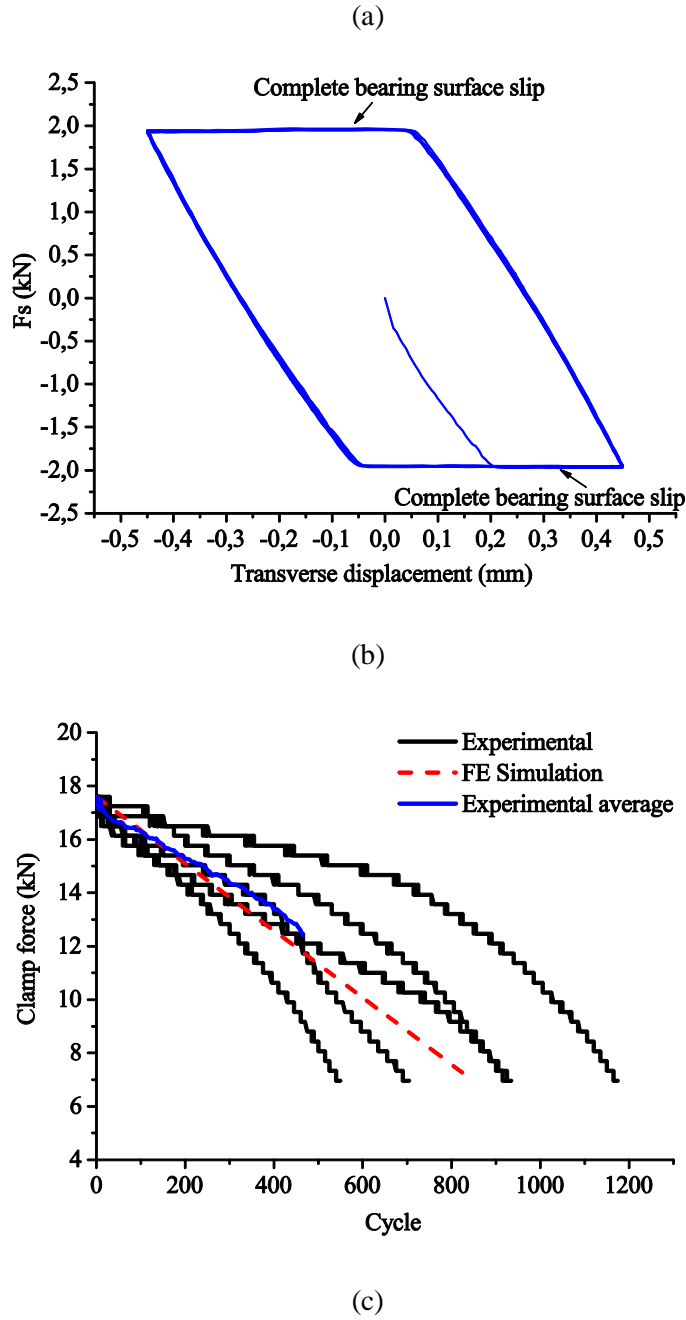 (a)
2,5
Complete bearing surface slip
2,0
1,5
1,0
0,5
0,0
-0,5
-1,0
-1,5
-2,0
-2,5
Fs (kN)
Complete bearing surface slip
-0,5 -0,4 -0,3 -0,2 -0,1 0,0 0,1 0,2 0,3 0,4 0,5
Transverse displacement (mm)
(b)
20
18
16
14
12
10
8
6
4
Clamp force (kN)
Experimental
FE Simulation
Experimental average
0 200 400 600 800 1000 1200
Cycle
(c)